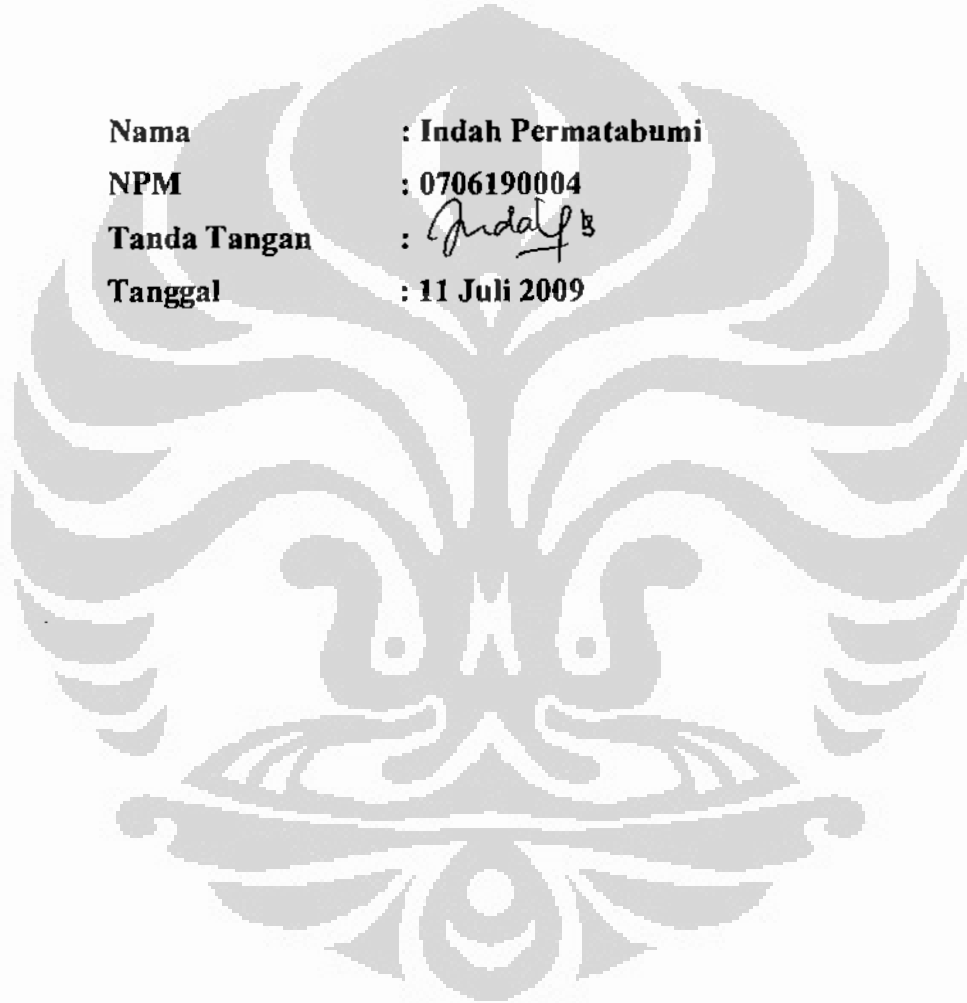 Nama : Indah Permatabumi
NPM : 0706190004
Tanda Tangan :
Tanggal : 11 Juli 2009